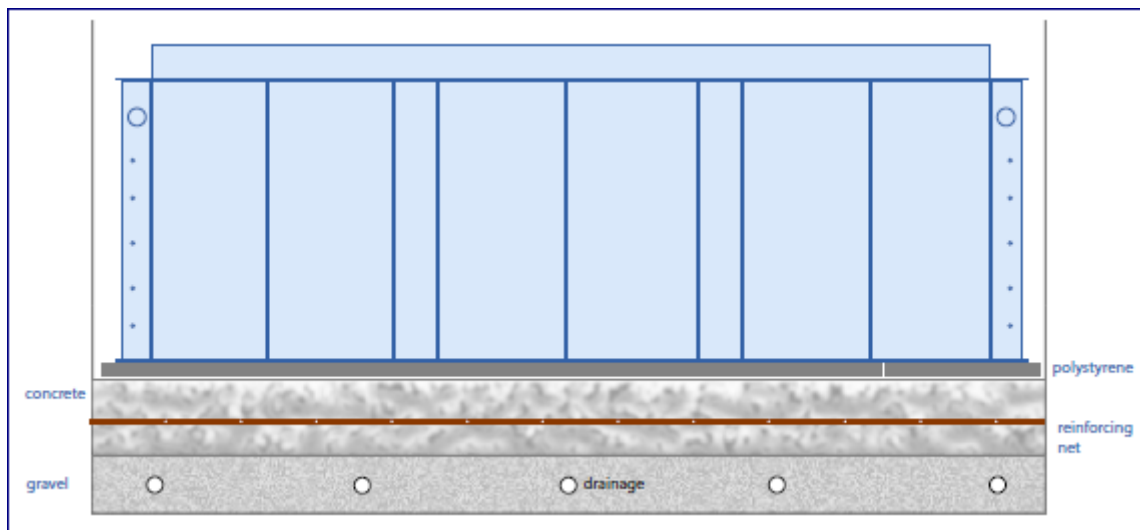 polystyrene
concrete
reinforcing
net
gravel
drainage